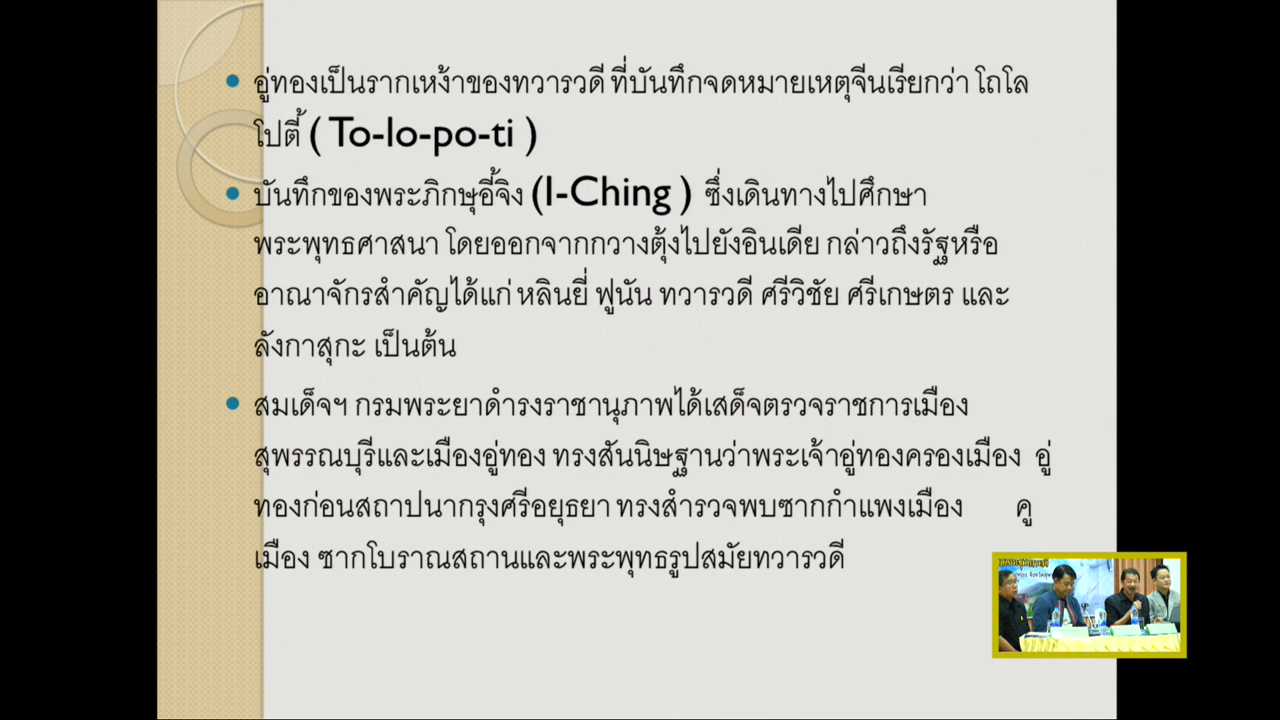 อู่ทองเป็นรากเหง้าของทวารวดี ที่บันทึกจดหมายเหตุจีนเรียกว่า โถโล
โปตี้ ( To-lo-po-ti )
บันทึกของพระภิกษุอี้จิง (I-Ching ) ซึ่งเดินทางไปศึกษา
พระพุทธศาสนา โดยออกจากกวางตุ้งไปยังอินเดีย กล่าวถึงรัฐหรือ
อาณาจักรสำคัญได้แก่ หลินยี่ ฟูนัน ทวารวดี ศรีวิชัย ศรีเกษตร และ
ลังกาสุกะ เป็นต้น
สมเด็จฯ กรมพระยาดำรงราชานุภาพได้เสด็จตรวจราชการเมือง
สุพรรณบุรีและเมืองอู่ทอง ทรงสันนิษฐานว่าพระเจ้าอู่ทองครองเมือง อู่
ทองก่อนสถาปนากรุงศรีอยุธยา ทรงสำรวจพบซากกำแพงเมือง คู
เมือง ซากโบราณสถานและพระพุทธรูปสมัยทวารวดี